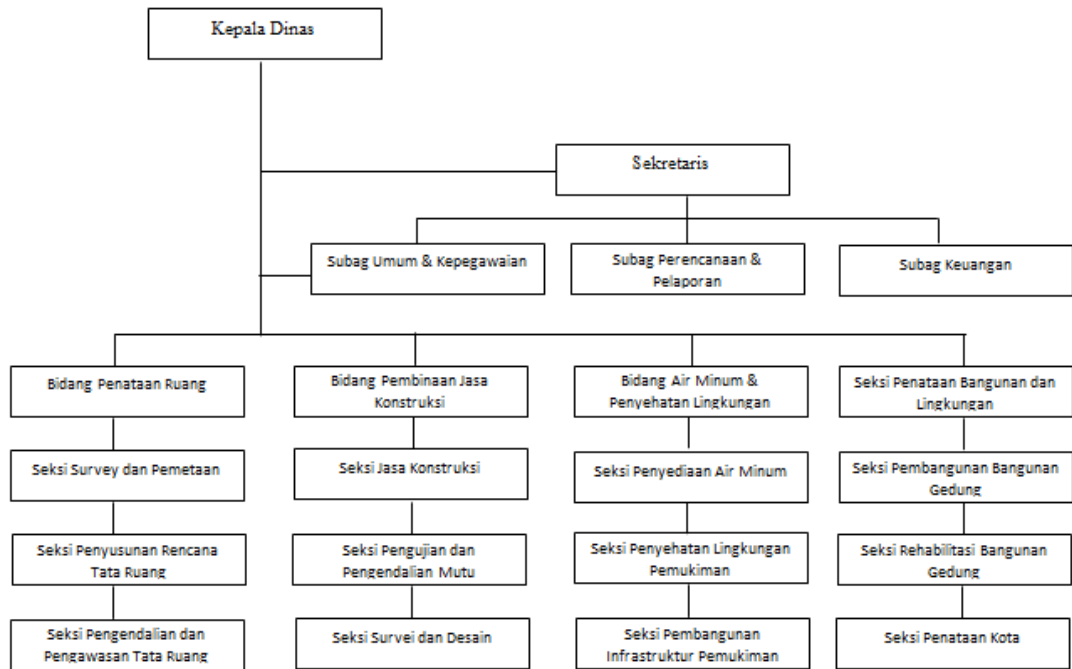 Kepala Dinas
Sekretaris
Subag Umum & Kepegawaian
Subag Perencanaan &
Pelaporan
Subag Keuangan
Bidang Penataan Ruang
Bidang Pembinaan Jasa
Konstruksi
Bidang Air Minum &
Penyehatan Lingkungan
Seksi Penataan Bangunan dan
Lingkungan
Seksi Survey dan Pemetaan
Seksi Jasa Konstruksi
Seksi Penyediaan Air Minum
Seksi Pembangunan Bangunan
Gedung
Seksi Penyusunan Rencana
Tata Ruang
Seksi Pengujian dan
Pengendalian Mutu
Seksi Penyehatan Lingkungan
Pemukiman
Seksi Rehabilitasi Bangunan
Gedung
Seksi Pengendalian dan
Pengawasan Tata Ruang
Seksi Survei dan Desain
Seksi Pembangunan
Infrastruktur Pemukiman
Seksi Penataan Kota